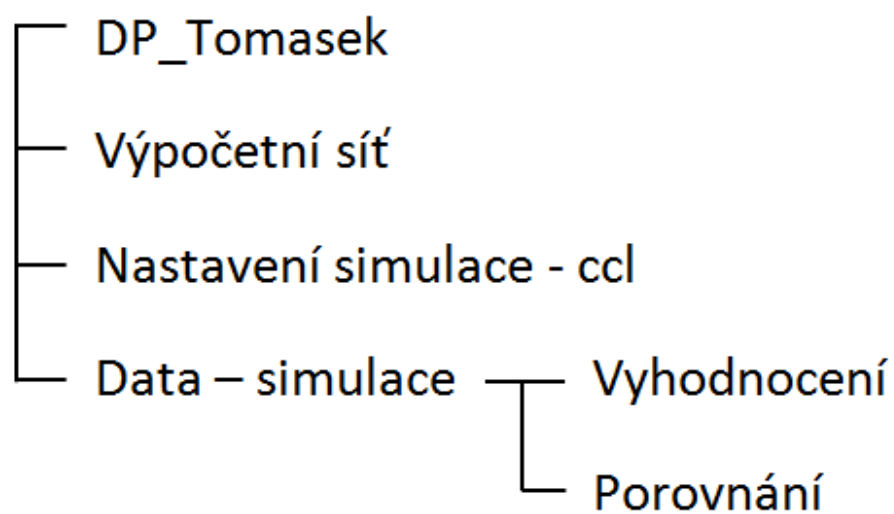 DP_Tomasek
Výpočetní síť
Nastavení simulace - ccl
Data – simulace
Vyhodnocení
Porovnání